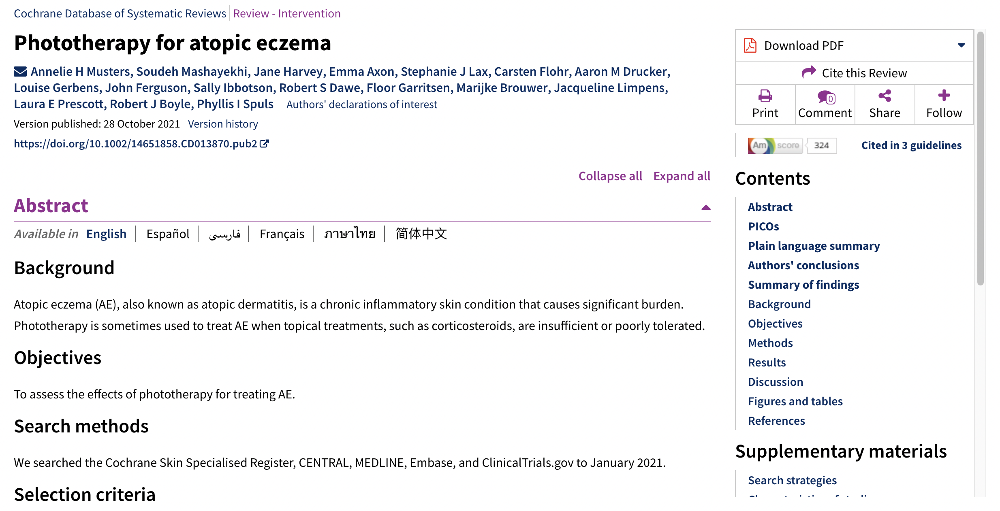 Cochrane Database of Systematic Reviews Review - Intervention
Phototherapy for atopic eczema
Annelie H Musters, Soudeh Mashayekhi, Jane Harvey, Emma Axon, Stephanie J Lax, Carsten Flohr, Aaron M Drucker,
Louise Gerbens, John Ferguson, Sally Ibbotson, Robert S Dawe, Floor Garritsen, Marijke Brouwer, Jacqueline Limpens,
Laura E Prescott, Robert J Boyle, Phyllis I Spuls Authors' declarations of interest
Version published: 28 October 2021 Version history
https://doi.org/10.1002/14651858.CD013870.pub2
Collapse all Expand all
Abstract
Available in English Español فارسی Français ภาษาไทย 简体中文
Background
Atopic eczema (AE), also known as atopic dermatitis, is a chronic inflammatory skin condition that causes significant burden.
Phototherapy is sometimes used to treat AE when topical treatments, such as corticosteroids, are insufficient or poorly tolerated.
Objectives
To assess the effects of phototherapy for treating AE.
Search methods
We searched the Cochrane Skin Specialised Register, CENTRAL, MEDLINE, Embase, and ClinicalTrials.gov to January 2021.
Selection criteria
Download PDF
Cite this Review
0
Print Comment Share Follow
Am score 324 Cited in 3 guidelines
Contents
Abstract
PICOs
Plain language summary
Authors' conclusions
Summary of findings
Background
Objectives
Methods
Results
Discussion
Figures and tables
References
Supplementary materials
Search strategies